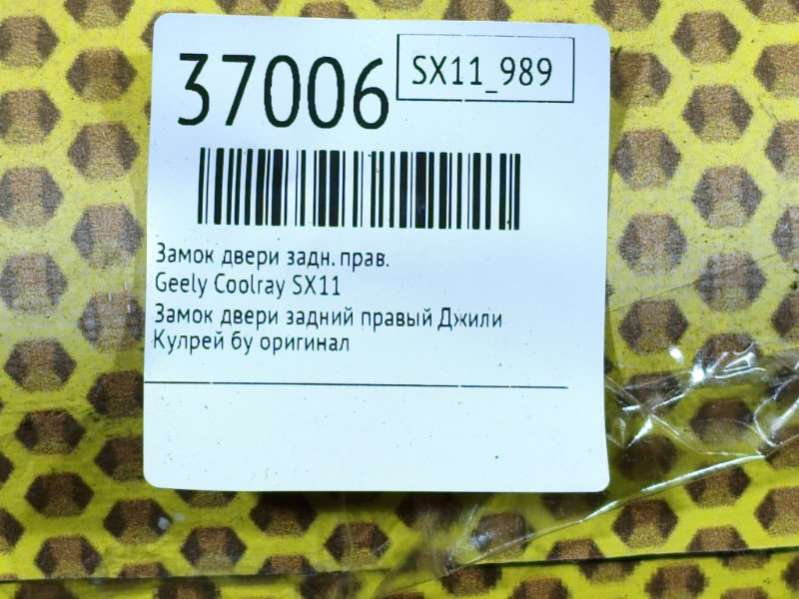 37006
SX11_989
Замок двери задн. прав.
Geely Coolray SX11
Замок двери задний правый Джили
Кулрей бу оригинал